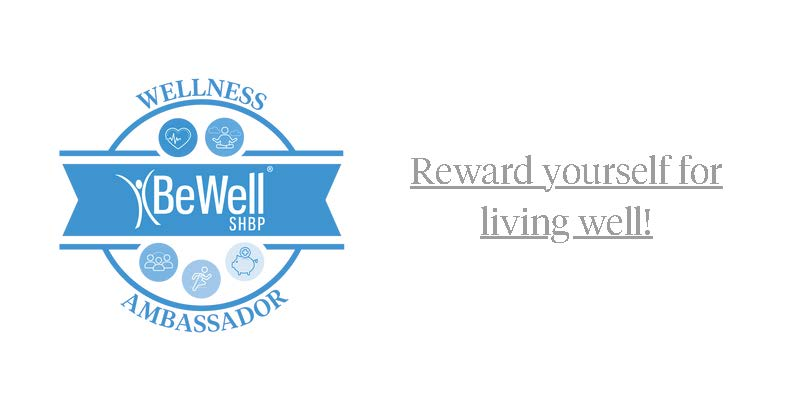 WELLNESS
BeWell®
SHBP
AMBASSADOR
Reward yourself for
living well!